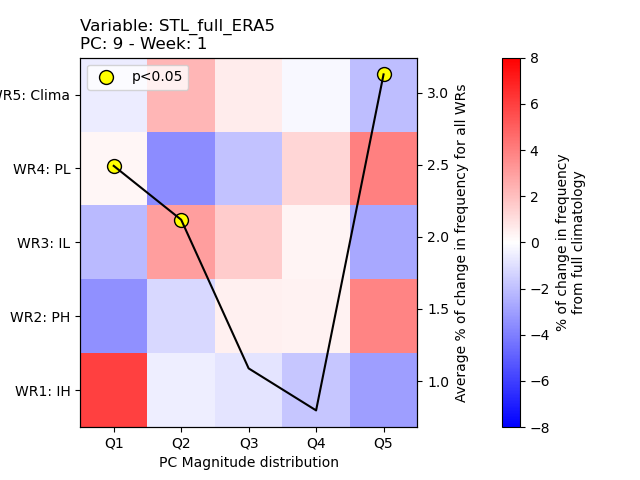 Variable: STL_full_ERA5
PC: 9 - Week: 1
p<0.05
WR5: Clima
WR4: PL
WR3: IL
WR2: PH
WR1: IH
Q1 Q2 Q3 Q4 Q5
PC Magnitude distribution
3.0
2.5
2.0
1.5
1.0
Average % of change in frequency for all WRs
8
6
4
2
0
−2
−4
−6
−8
% of change in frequency
from full climatology